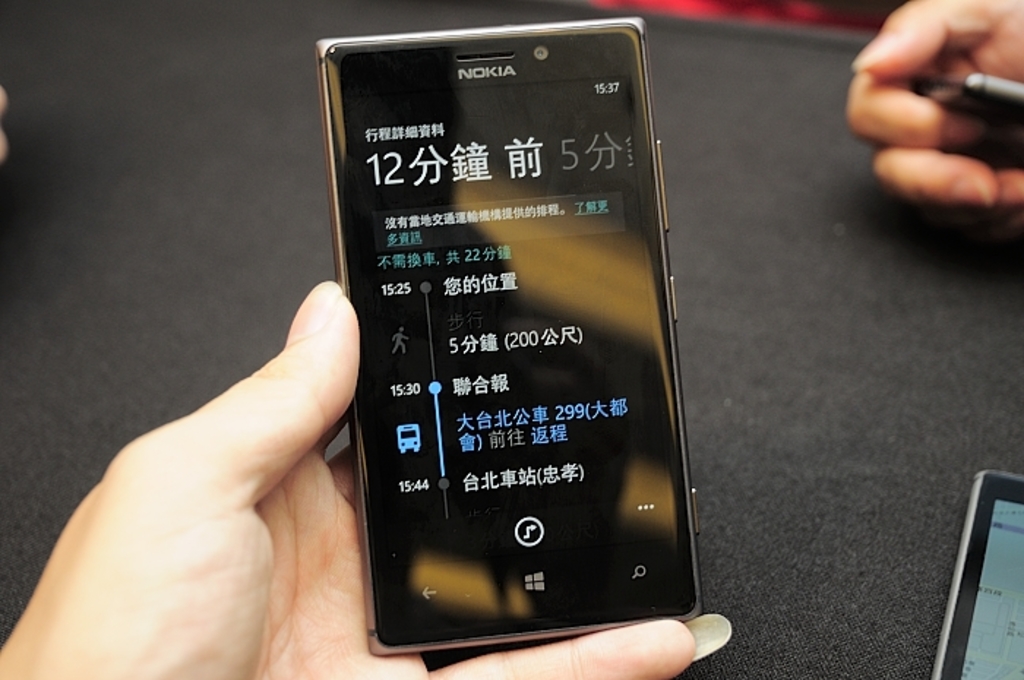 NOKIA
15:37
行程詳細資料
12分鐘 前 5分
沒有當地交通運輸機構提供的排程。 了解更
多資訊
不需換車, 共 22分鐘
15:25 您的位置
步行
5分鐘 (200公尺)
15:30 聯合報
大台北公車 299(大都
會) 前往 返程
15:44 台北車站(忠孝)
步行